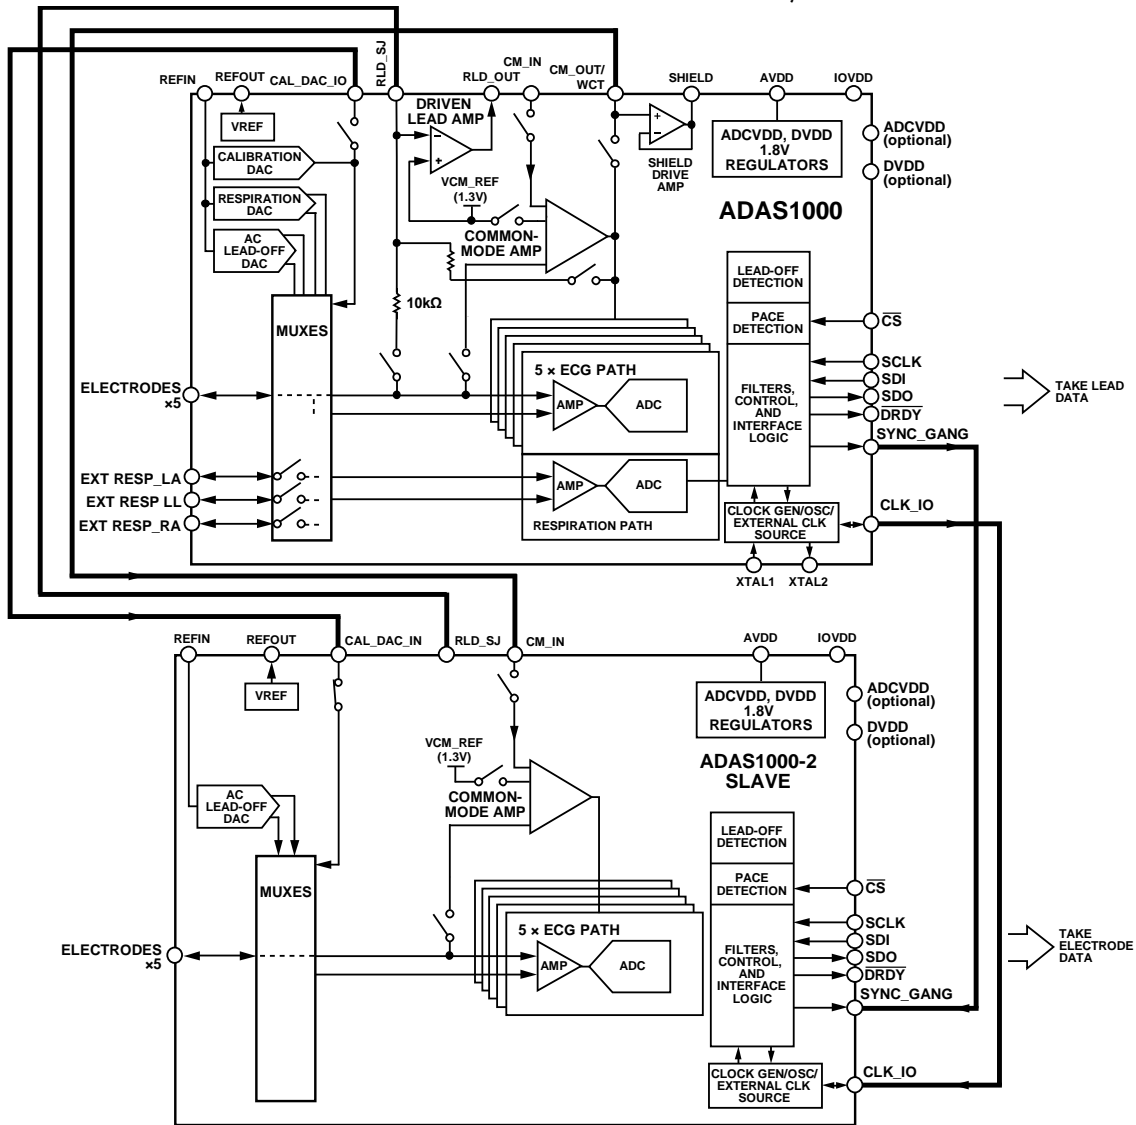 RLD_SJ
CM_IN
REFIN
REFOUT
CAL_DAC_IO
RLD_OUT
CM_OUT/
WCT
SHIELD
AVDD
IOVDD
DRIVEN
LEAD AMP
VREF
ADCVDD, DVDD
1.8V
REGULATORS
ADCVDD
(optional)
CALIBRATION
DAC
SHIELD
DRIVE
AMP
DVDD
(optional)
VCM_REF
(1.3V)
RESPIRATION
DAC
ADAS1000
COMMON-
MODE AMP
AC
LEAD-OFF
DAC
LEAD-OFF
DETECTION
10kΩ
MUXES
PACE
DETECTION
CS
SCLK
5 × ECG PATH
ELECTRODES
×5
AMP
ADC
FILTERS,
CONTROL,
AND
INTERFACE
LOGIC
SDI
SDO
DRDY
TAKE LEAD
DATA
SYNC_GANG
EXT RESP_LA
EXT RESP LL
EXT RESP_RA
AMP
ADC
RESPIRATION PATH
CLOCK GEN/OSC/
EXTERNAL CLK
SOURCE
CLK_IO
XTAL1
XTAL2
REFIN
REFOUT
CAL_DAC_IN
RLD_SJ
CM_IN
AVDD
IOVDD
VREF
ADCVDD, DVDD
1.8V
REGULATORS
ADCVDD
(optional)
DVDD
(optional)
VCM_REF
(1.3V)
ADAS1000-2
SLAVE
COMMON-
MODE AMP
AC
LEAD-OFF
DAC
LEAD-OFF
DETECTION
MUXES
PACE
DETECTION
CS
SCLK
5 × ECG PATH
ELECTRODES
×5
AMP
ADC
FILTERS,
CONTROL,
AND
INTERFACE
LOGIC
SDI
SDO
DRDY
TAKE
ELECTRODE
DATA
SYNC_GANG
CLOCK GEN/OSC/
EXTERNAL CLK
SOURCE
CLK_IO